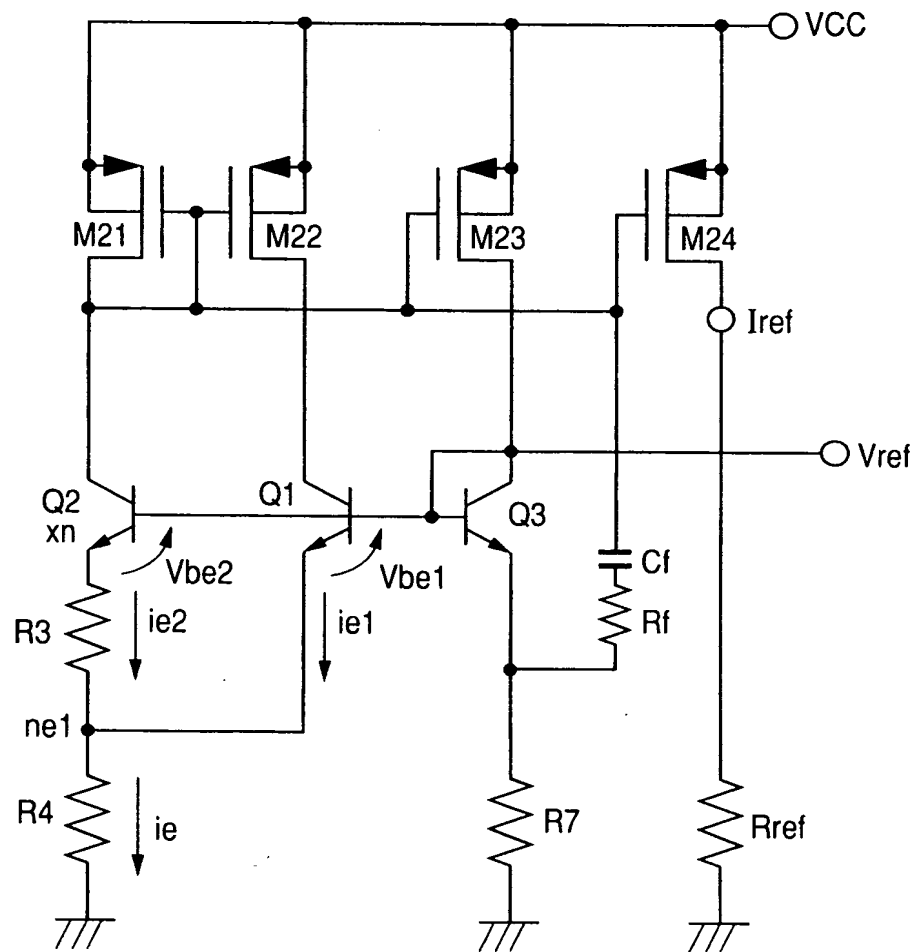 VCC
M21
M22
M23
M24
Iref
Vref
Q2
xn
Q1
Q3
Vbe2
Vbe1
Cf
Rf
R3
ie2
ie1
ne1
R4
ie
R7
Rref